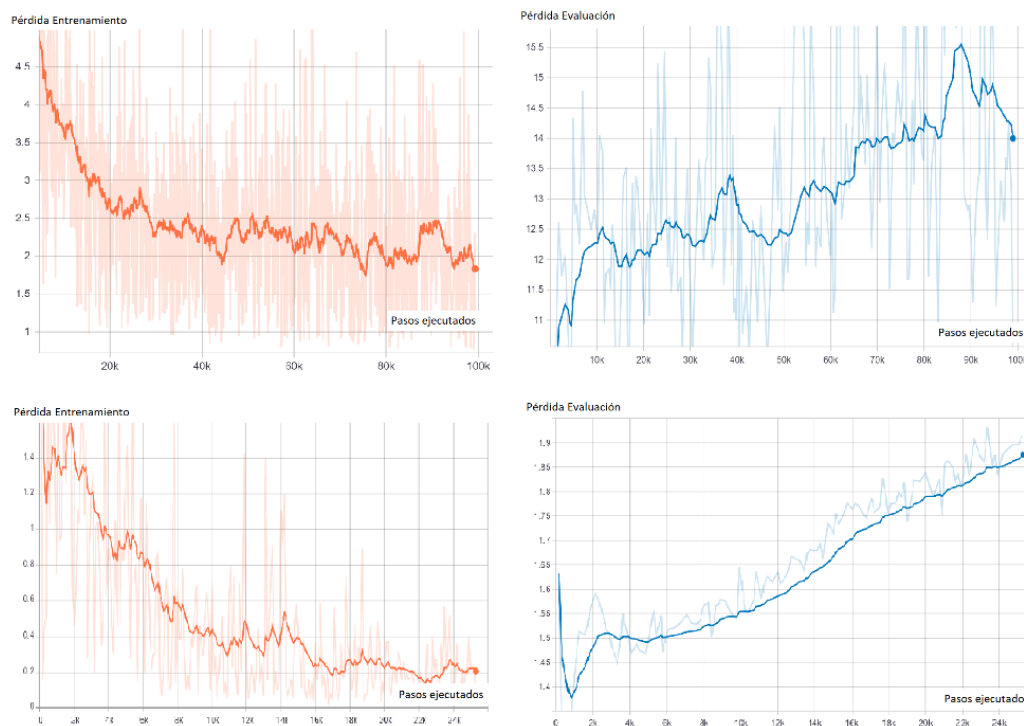 Pérdida Entrenamiento
4.5
4
3.5
3
2.5
2
1.5
1
Pasos ejecutados
20k
40k
60k
80k
100k
Pérdida Evaluación
15.5
15
14.5
14
13.5
13
12.5
12
11.5
11
Pasos ejecutados
10k
20k
30k
40k
50k
60k
70k
80k
90k
100
Pérdida Entrenamiento
1.4
1.2
1
0.8
0.6
0.4
0.2
0
Pasos ejecutados
6k
8k
10k
12k
14k
16k
18k
20k
Pérdida Evaluación
1.9
1.85
1.8
1.6
1.55
1.5
1.4
Pasos ejecutado
0
2k
4k
6k
8k
10k
12k
14k
16k
18k
20k
22k
24k